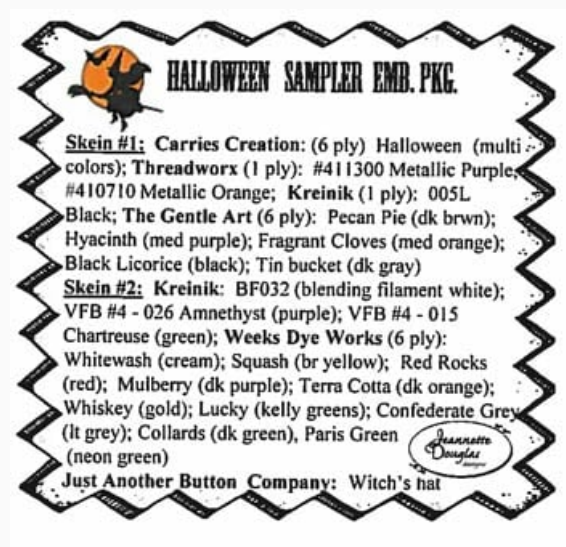 HALLOWEEN SAMPLER EMB. PKG.
Skein #1: Carries Creation: (6 ply) Halloween (multi
colors); Threadworx (1 ply): #411300 Metallic Purple;
#410710 Metallic Orange; Kreinik (1 ply): 005L
Black; The Gentle Art (6 ply): Pecan Pie (dk brwn);
Hyacinth (med purple); Fragrant Cloves (med orange);
Black Licorice (black); Tin bucket (dk gray)
Skein #2: Kreinik: BF032 (blending filament white);
VFB #4 - 026 Amnethyst (purple); VFB #4 - 015
Chartreuse (green); Weeks Dye Works (6 ply):
Whitewash (cream); Squash (br yellow); Red Rocks
(red); Mulberry (dk purple); Terra Cotta (dk orange);
Whiskey (gold); Lucky (kelly greens); Confederate Grey
(lt grey); Collards (dk green), Paris Green
(neon green)
Jeannette
Douglas
designs
Just Another Button Company: Witch's hat